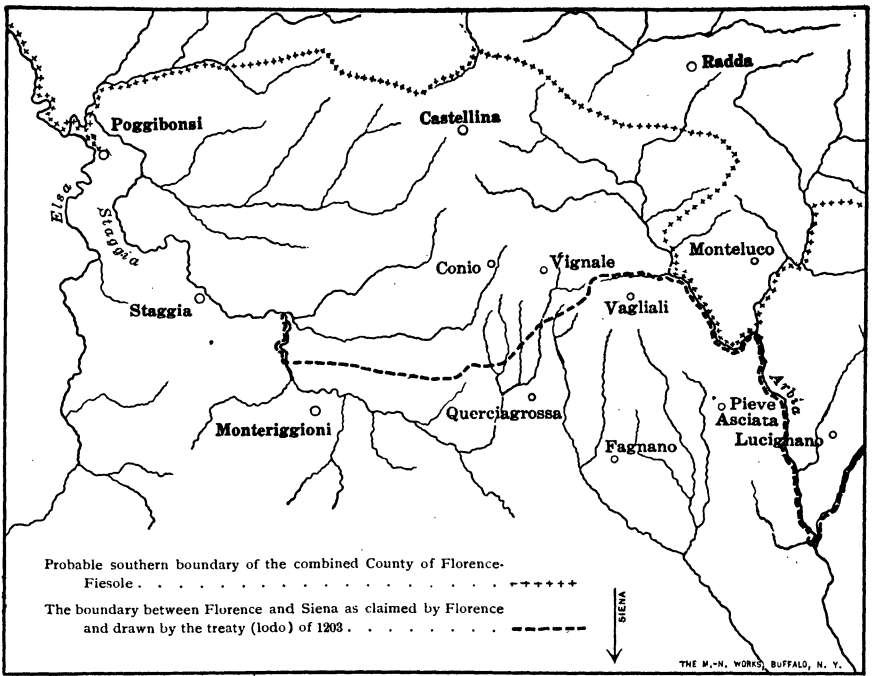 Radda
Castellina
Poggibonsi
Elsa
Staggia
Monteluco
Conio
Vignale
Staggia
Vagliali
Arbia
Querciagrossa
Pieve
Asciata
Monteriggioni
Lucignano
Fagnano
Probable southern boundary of the combined County of Florence-
Fiesole . . . . . . . . . . . . . . . . . . . . +++++++
The boundary between Florence and Siena as claimed by Florence
and drawn by the treaty (lodo) of 1203 . . . . . . . .
SIENA
THE M.-N. WORKS, BUFFALO, N. Y.